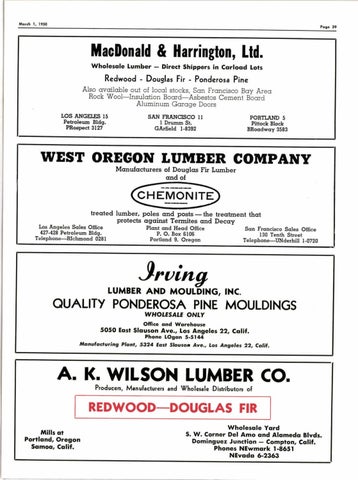 March 1, 1950 Page 39
MacDonald & Harrington, Ltd.
Wholesale Lumber — Direct Shippers in Carload Lots
Redwood - Douglas Fir - Ponderosa Pine
Also available out of local stocks, San Francisco Bay Area
Rock Wool—Insulation Board—Asbestos Cement Board
Aluminum Garage Doors
LOS ANGELES 15 SAN FRANCISCO 11 PORTLAND 5
Petroleum Bldg. 1 Drumm St. Pittock Block
PRospect 3127 GArfield 1-8392 BRoadway 3583
WEST OREGON LUMBER COMPANY
Manufacturers of Douglas Fir Lumber
and of
CHEMONITE
treated lumber, poles and posts — the treatment that
protects against Termites and Decay
Los Angeles Sales Office Plant and Head Office San Francisco Sales Office
427-428 Petroleum Bldg. P. O. Box 6106 130 Tenth Street
Telephone—RIchmond 0281 Portland 9, Oregon Telephone—UNderhill 1-0720
Irving
LUMBER AND MOULDING, INC.
QUALITY PONDEROSA PINE MOULDINGS
WHOLESALE ONLY
Office and Warehouse
5050 East Slauson Ave., Los Angeles 22, Calif.
Phone LOgan 5-5144
Manufacturing Plant, 5324 East Slauson Ave., Los Angeles 22, Calif.
A. K. WILSON LUMBER CO.
Producers, Manufacturers and Wholesale Distributors of
REDWOOD—DOUGLAS FIR
Mills at
Portland, Oregon
Samoa, Calif.
Wholesale Yard
S. W. Corner Del Amo and Alameda Blvds.
Dominguez Junction — Compton, Calif.
Phones NEwmark 1-8651
NEvada 6-2363